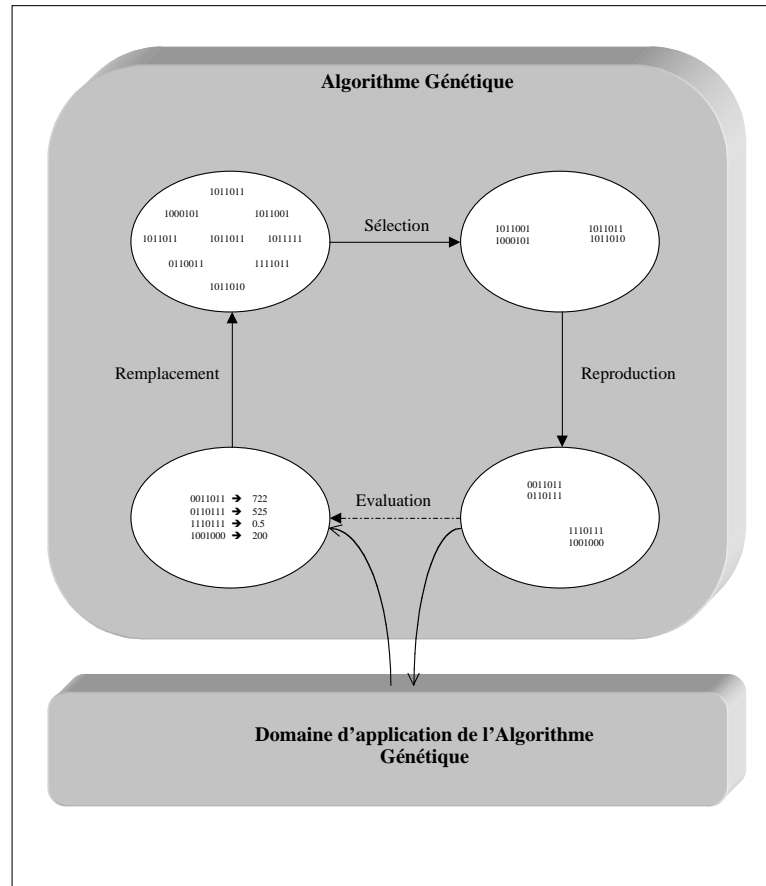 Algorithme Génétique
1011011
1000101 1011001
1011011 1011011 1011111
0110011 1111011
1011010
Sélection
1011001 1011011
1000101 1011010
Remplacement
Reproduction
0011011 ➔ 722
0110111 ➔ 525
1110111 ➔ 0.5
1001000 ➔ 200
Evaluation
0011011
0110111
1110111
1001000
Domaine d'application de l'Algorithme
Génétique